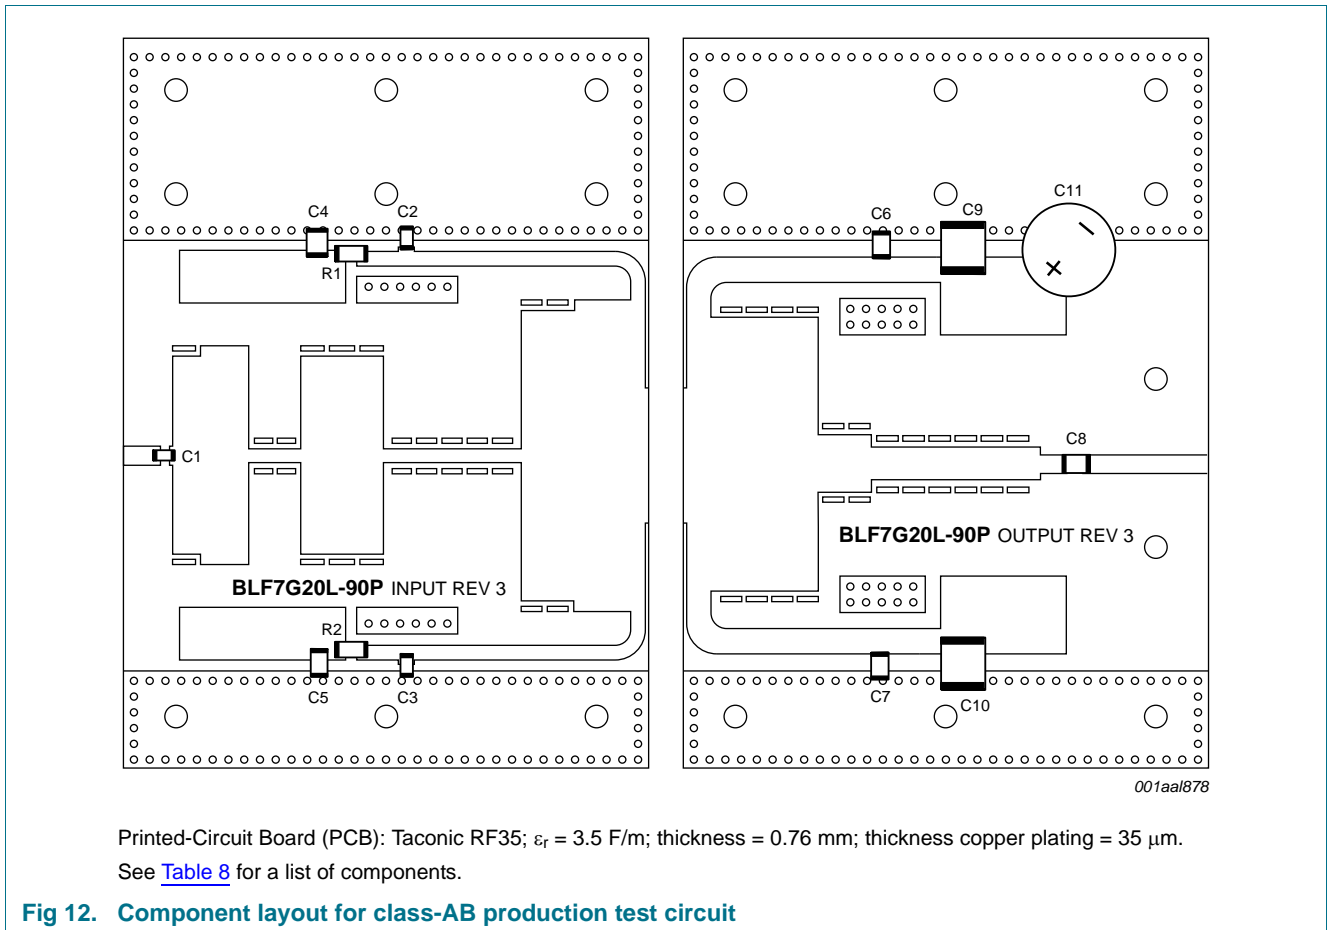 C11
C4
C2
C6
C9
R1
C1
C8
BLF7G20L-90P OUTPUT REV 3
BLF7G20L-90P INPUT REV 3
R2
C5
C3
C7
C10
001aal878
Printed-Circuit Board (PCB): Taconic RF35; εr = 3.5 F/m; thickness = 0.76 mm; thickness copper plating = 35 μm.
See Table 8 for a list of components.
Fig 12. Component layout for class-AB production test circuit